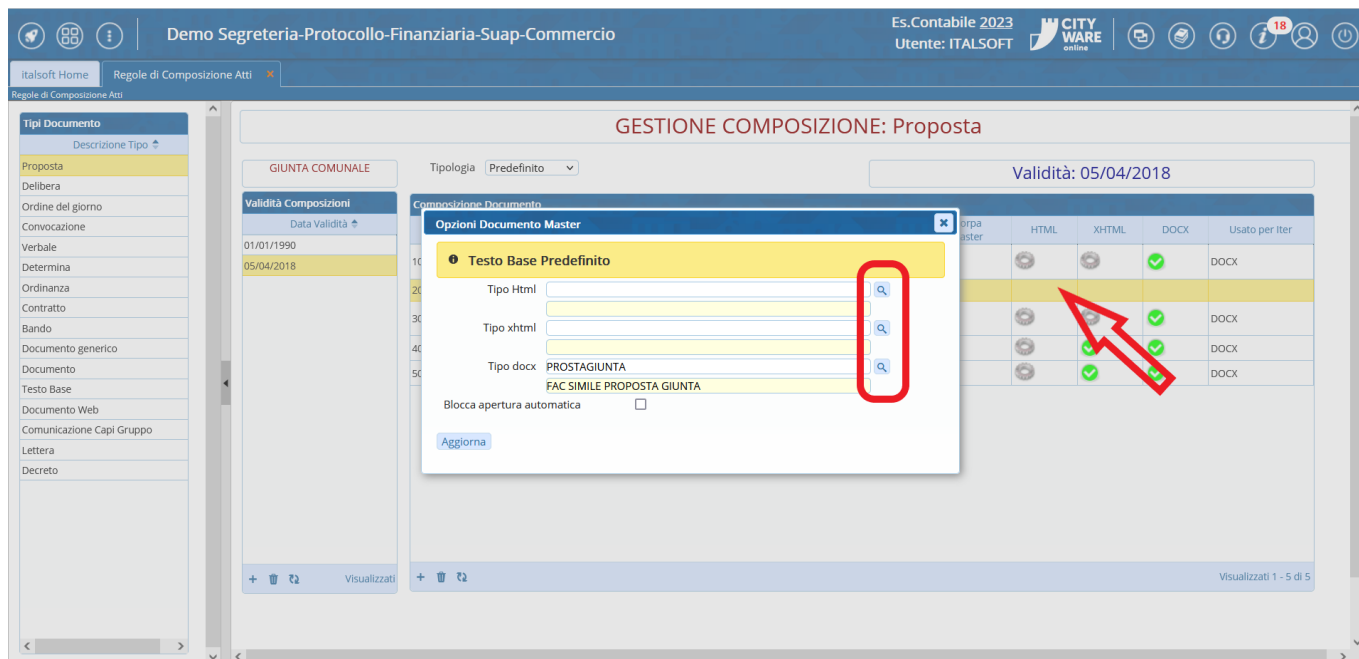 Demo Segreteria-Protocollo-Finanziaria-Suap-Commercio
Es.Contabile 2023
Utente: ITALSOFT
CITY
WARE
online
18
italsoft Home
Regole di Composizione Atti
Regole di Composizione Atti
Tipi Documento
Descrizione Tipo
Proposta
Delibera
Ordine del giorno
Convocazione
Verbale
Determina
Ordinanza
Contratto
Bando
Documento generico
Documento
Testo Base
Documento Web
Comunicazione Capi Gruppo
Lettera
Decreto
GESTIONE COMPOSIZIONE: Proposta
GIUNTA COMUNALE
Tipologia Predefinito
Validità: 05/04/2018
Validità Composizioni
Data Validità
01/01/1990
05/04/2018
Visualizzati
Composizione Documento
HTML XHTML DOCX Usato per Iter
DOCX
DOCX
DOCX
DOCX
Opzioni Documento Master
Testo Base Predefinito
Tipo Html
Tipo xhtml
Tipo docx PROSTAGIUNTA
FAC SIMILE PROPOSTA GIUNTA
Blocca apertura automatica
Aggiorna
Visualizzati 1 - 5 di 5